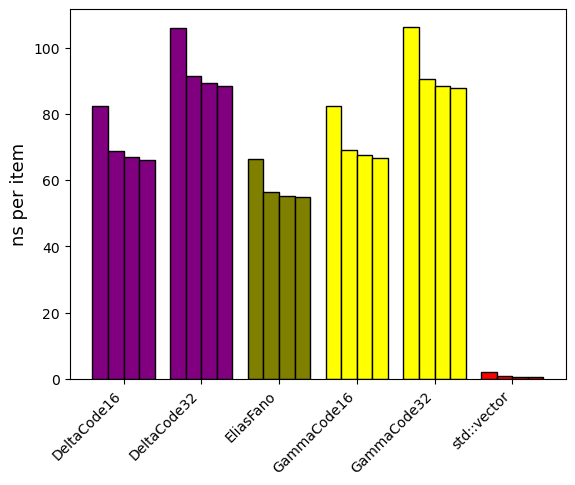 ns per item
100
80
60
40
20
0
DeltaCode16
DeltaCode32
EliasFano
GammaCode16
GammaCode32
std::vector